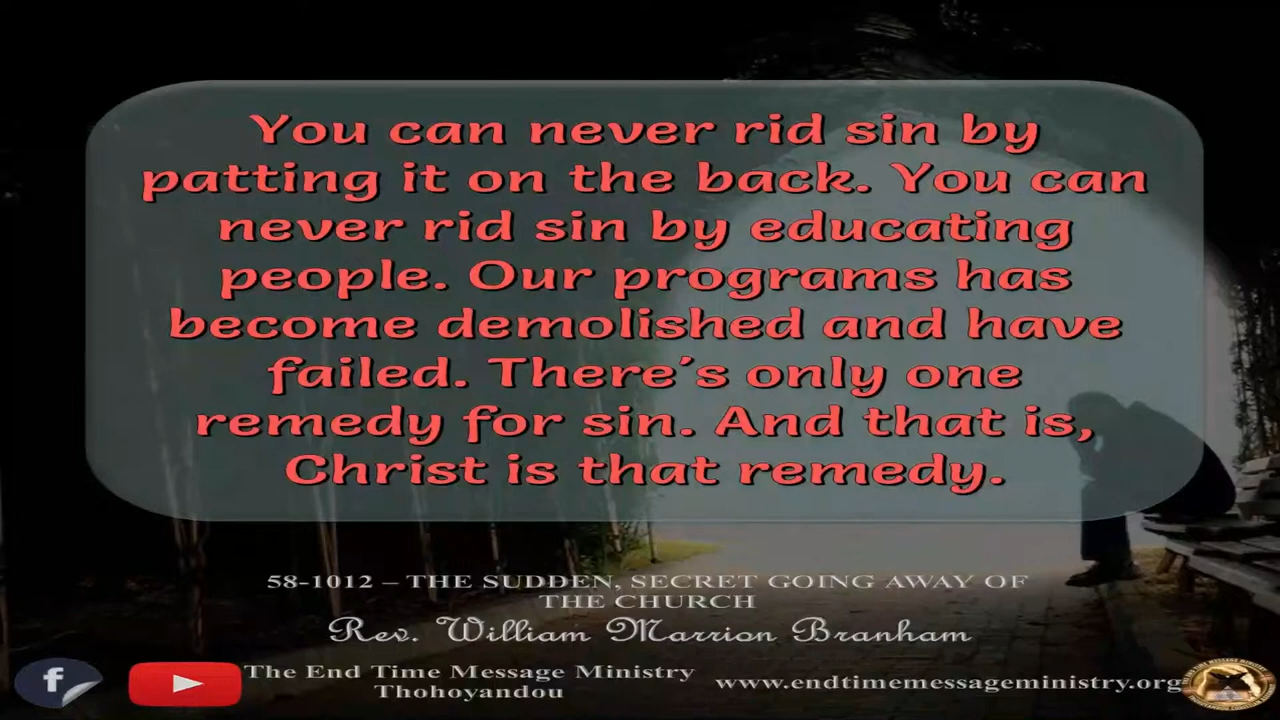 You can never rid sin by
patting it on the back. You can
never rid sin by educating
people. Our programs has
become demolished and have
failed. There's only one
remedy for sin. And that is,
Christ is that remedy.
58-1012 – THE SUDDEN, SECRET GOING AWAY OF
THE CHURCH
Rev. William Marrion Branham
f
The End Time Message Ministry
Thohoyandou
www.endtimemessageministry.org